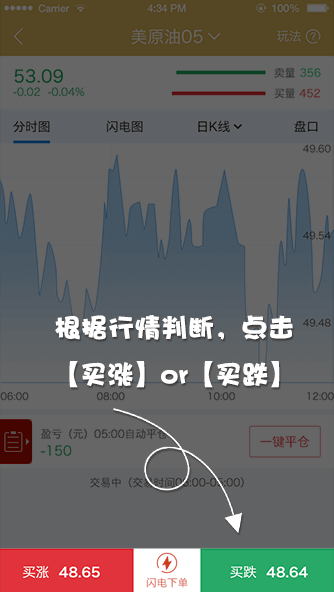 Carrier 4:34 PM 100%
美原油05 玩法 ?
53.09 卖量 356
-0.02 -0.04% 买量 452
分时图 闪电图 日K线 盘口
49.60
49.54
根据行情判断，点击
49.48
【买涨】or【买跌】
06:00 08:00 10:00 12:00
盈亏（元）05:00自动平仓
-150 一键平仓
交易中（交易时间06:00-05:00）
买涨 48.65 闪电下单 买跌 48.64